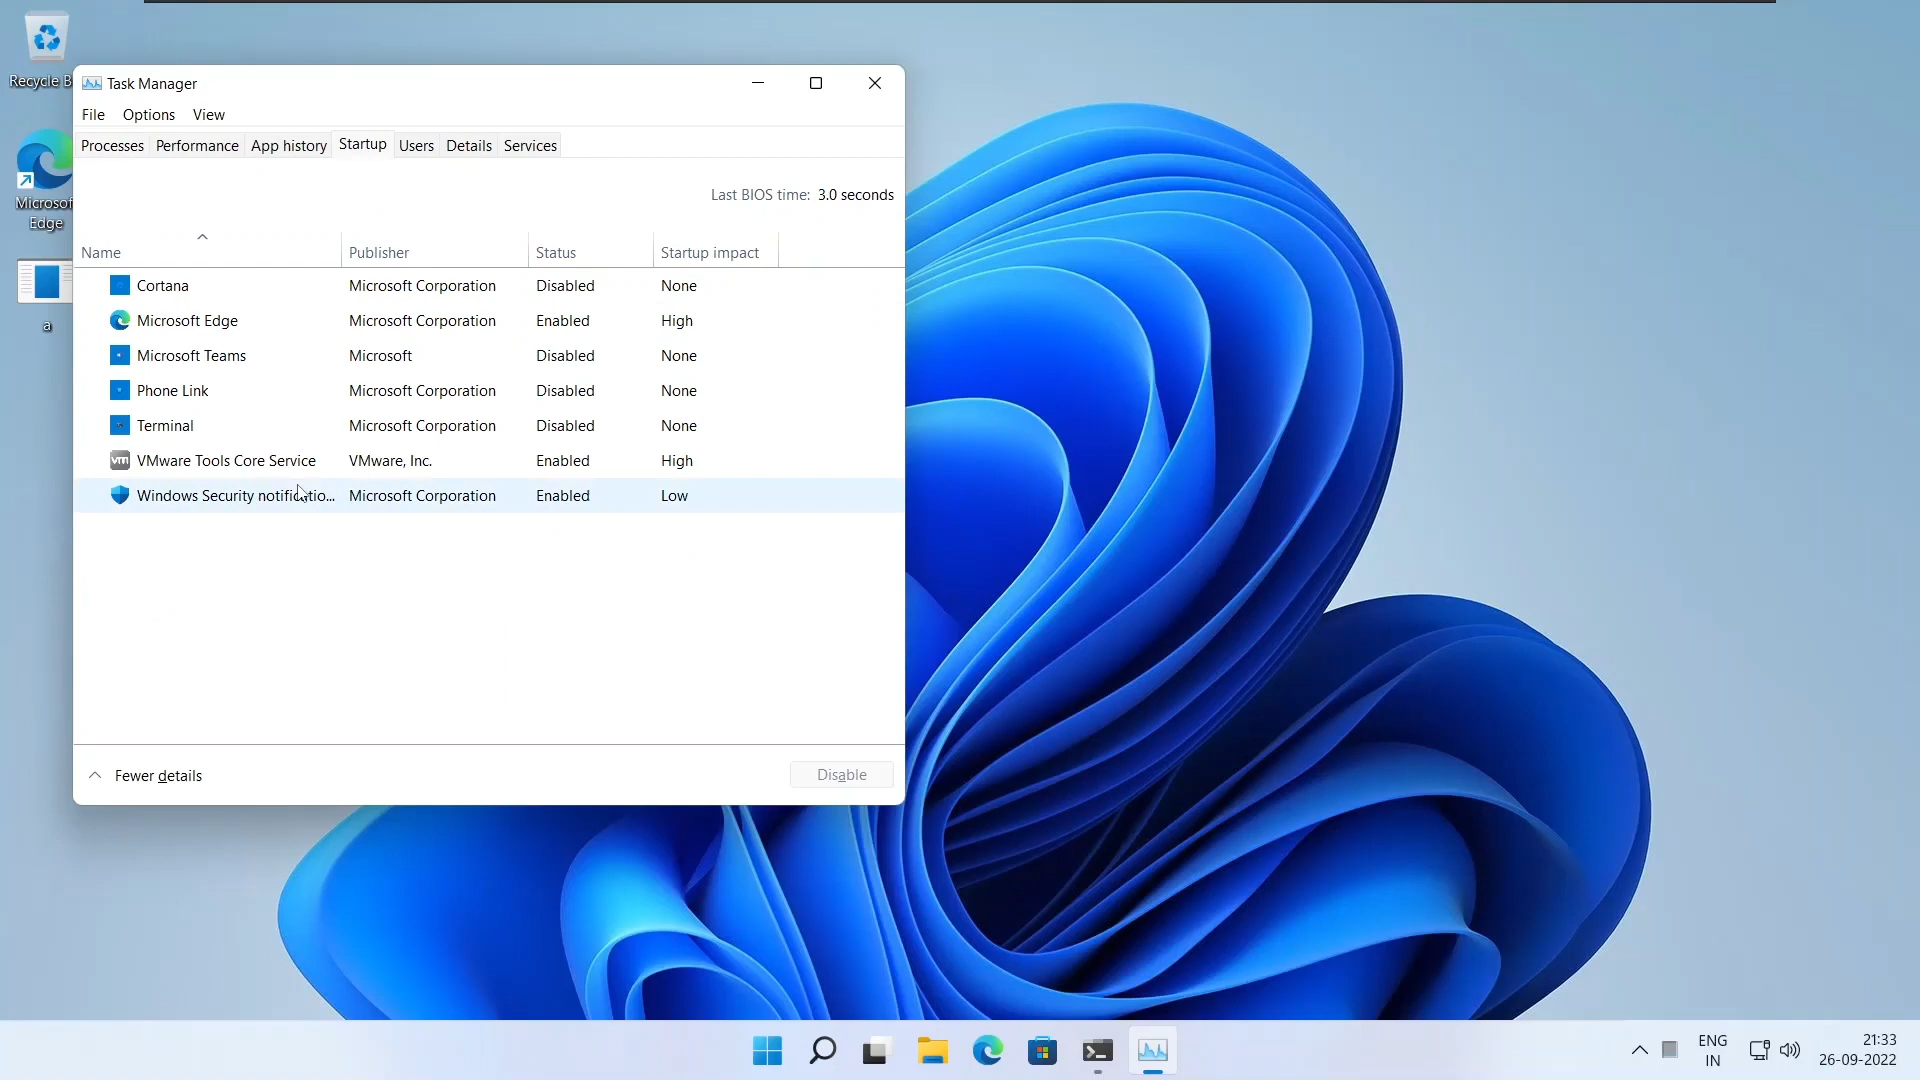 Recycle B
Microsof
Edge
a
Task Manager
File Options View
Processes Performance App history Startup Users Details Services
Last BIOS time: 3.0 seconds
Name Publisher Status Startup impact
Cortana Microsoft Corporation Disabled None
Microsoft Edge Microsoft Corporation Enabled High
Microsoft Teams Microsoft Disabled None
Phone Link Microsoft Corporation Disabled None
Terminal Microsoft Corporation Disabled None
vm VMware Tools Core Service VMware, Inc. Enabled High
Windows Security notificatio... Microsoft Corporation Enabled Low
Fewer details Disable
ENG
IN
21:33
26-09-2022